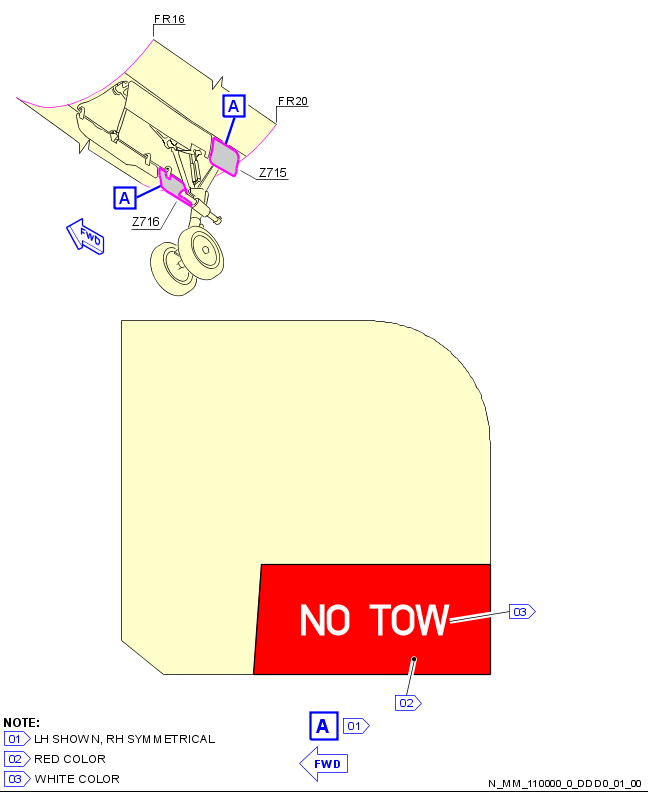 FR16
FR20
A
Z715
A
Z716
FWD
NO TOW
03
02
A 01
FWD
NOTE:
01 LH SHOWN, RH SYMMETRICAL
02 RED COLOR
03 WHITE COLOR
N_MM_110000_0_DDD0_01_00